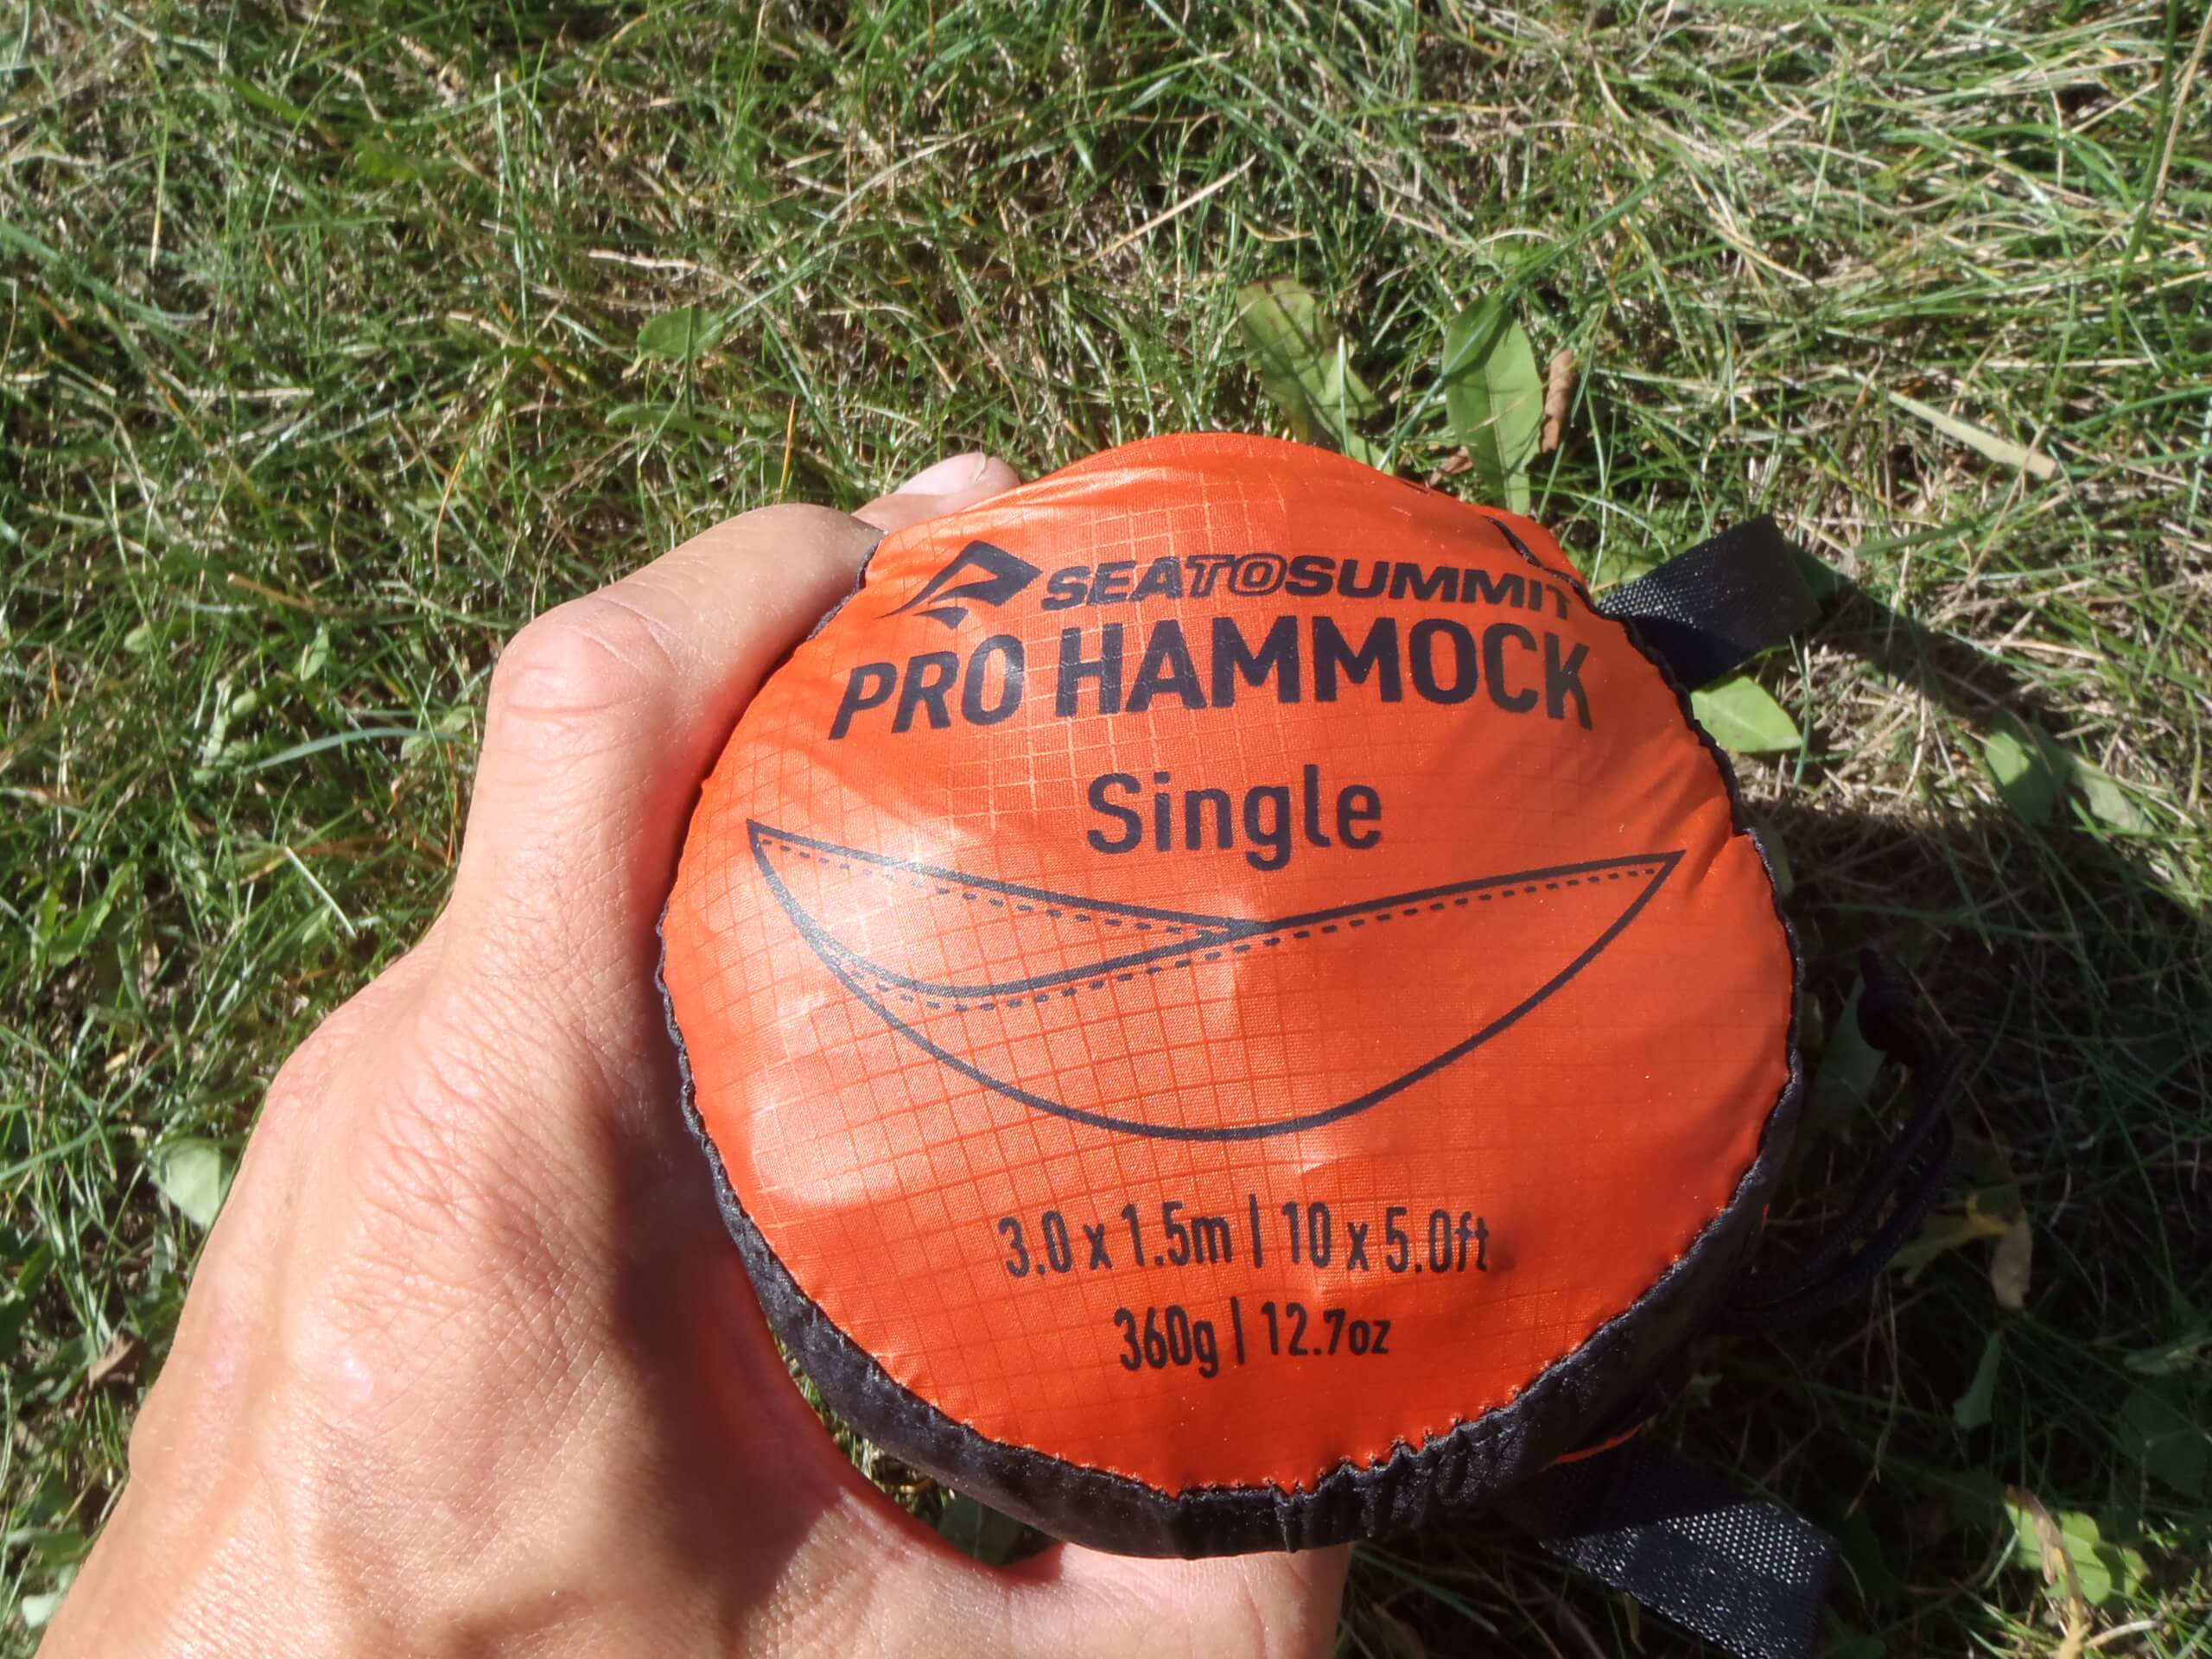 SEATOSUMMIT
PRO HAMMOCK
Single
3.0 x 1.5m | 10 x 5.0ft
360g | 12.7oz